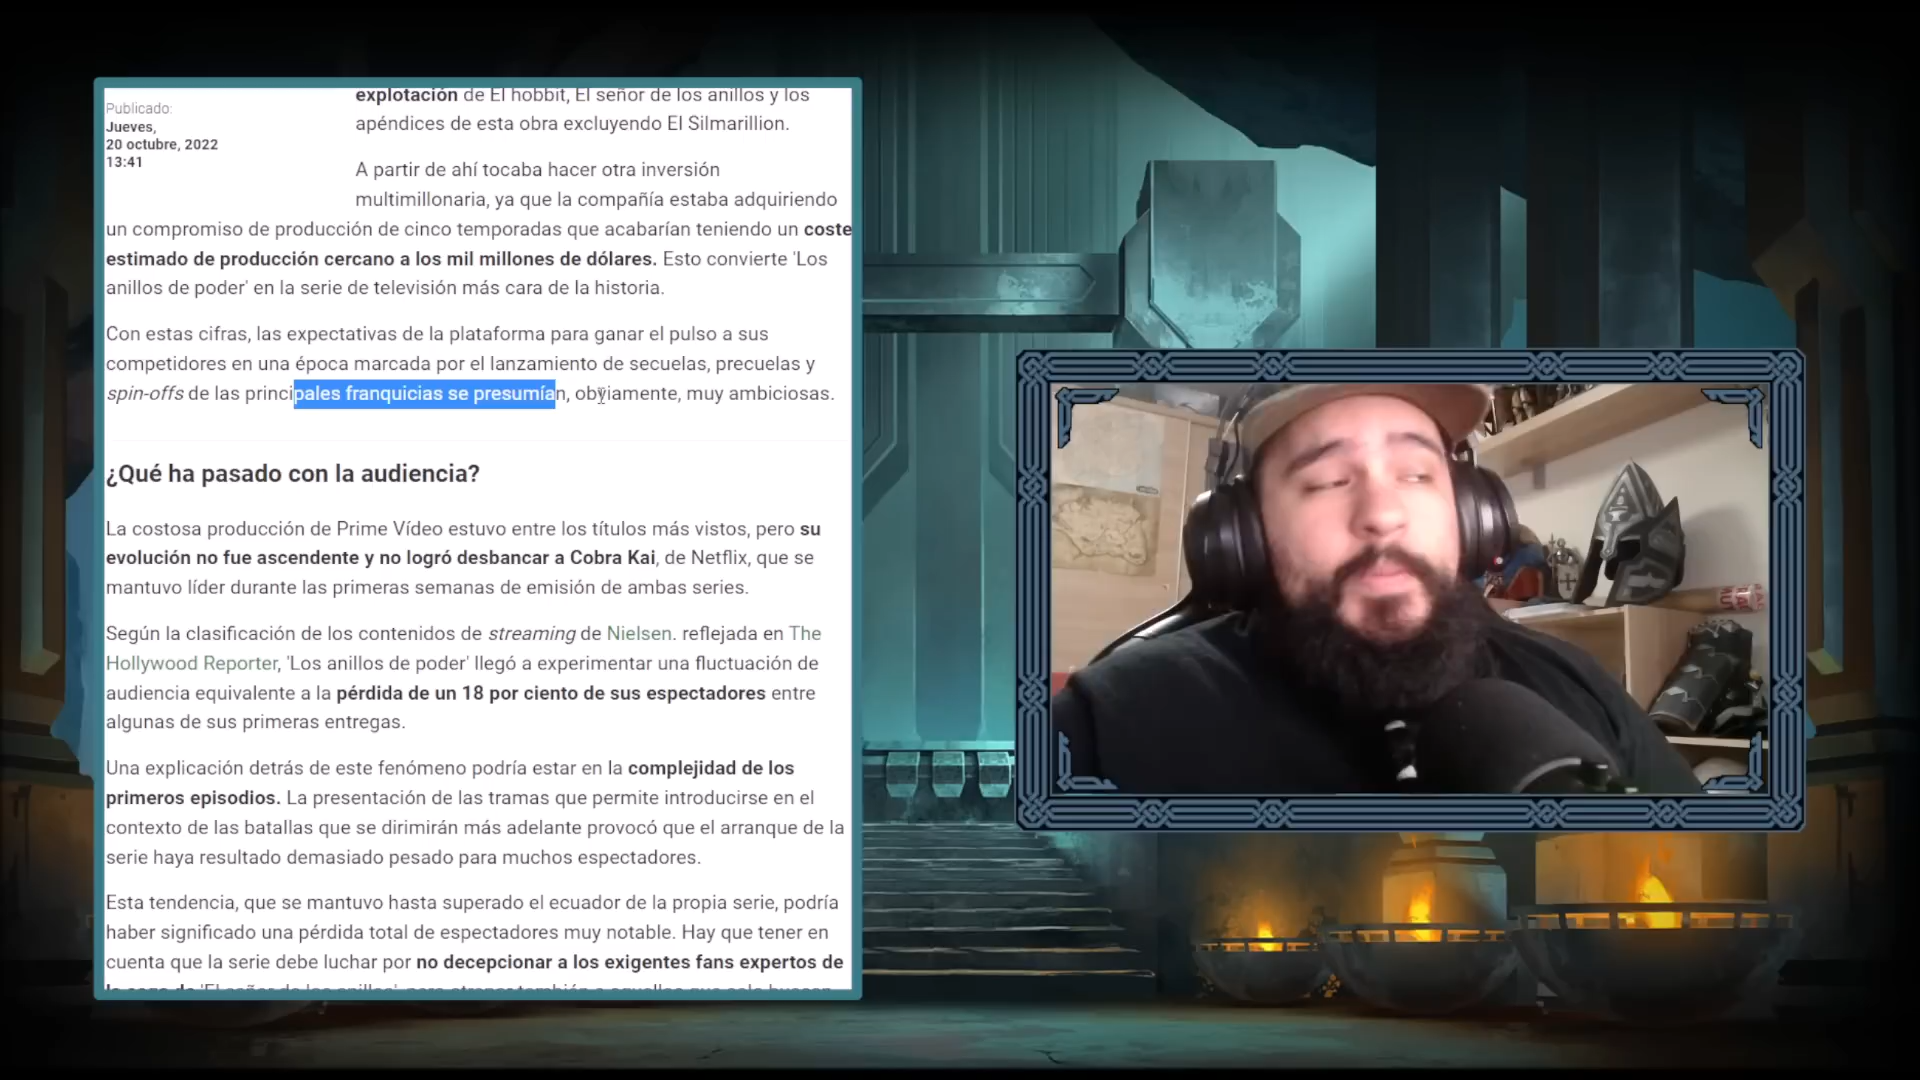 Publicado:
Jueves,
20 octubre, 2022
13:41
explotación de El hobbit, El señor de los anillos y los
apéndices de esta obra excluyendo El Silmarillion.
A partir de ahí tocaba hacer otra inversión
multimillonaria, ya que la compañía estaba adquiriendo
un compromiso de producción de cinco temporadas que acabarían teniendo un coste
estimado de producción cercano a los mil millones de dólares. Esto convierte 'Los
anillos de poder' en la serie de televisión más cara de la historia.
Con estas cifras, las expectativas de la plataforma para ganar el pulso a sus
competidores en una época marcada por el lanzamiento de secuelas, precuelas y
spin-offs de las principales franquicias se presumían, obviamente, muy ambiciosas.
¿Qué ha pasado con la audiencia?
La costosa producción de Prime Vídeo estuvo entre los títulos más vistos, pero su
evolución no fue ascendente y no logró desbancar a Cobra Kai, de Netflix, que se
mantuvo líder durante las primeras semanas de emisión de ambas series.
Según la clasificación de los contenidos de streaming de Nielsen. reflejada en The
Hollywood Reporter, 'Los anillos de poder' llegó a experimentar una fluctuación de
audiencia equivalente a la pérdida de un 18 por ciento de sus espectadores entre
algunas de sus primeras entregas.
Una explicación detrás de este fenómeno podría estar en la complejidad de los
primeros episodios. La presentación de las tramas que permite introducirse en el
contexto de las batallas que se dirimirán más adelante provocó que el arranque de la
serie haya resultado demasiado pesado para muchos espectadores.
Esta tendencia, que se mantuvo hasta superado el ecuador de la propia serie, podría
haber significado una pérdida total de espectadores muy notable. Hay que tener en
cuenta que la serie debe luchar por no decepcionar a los exigentes fans expertos de